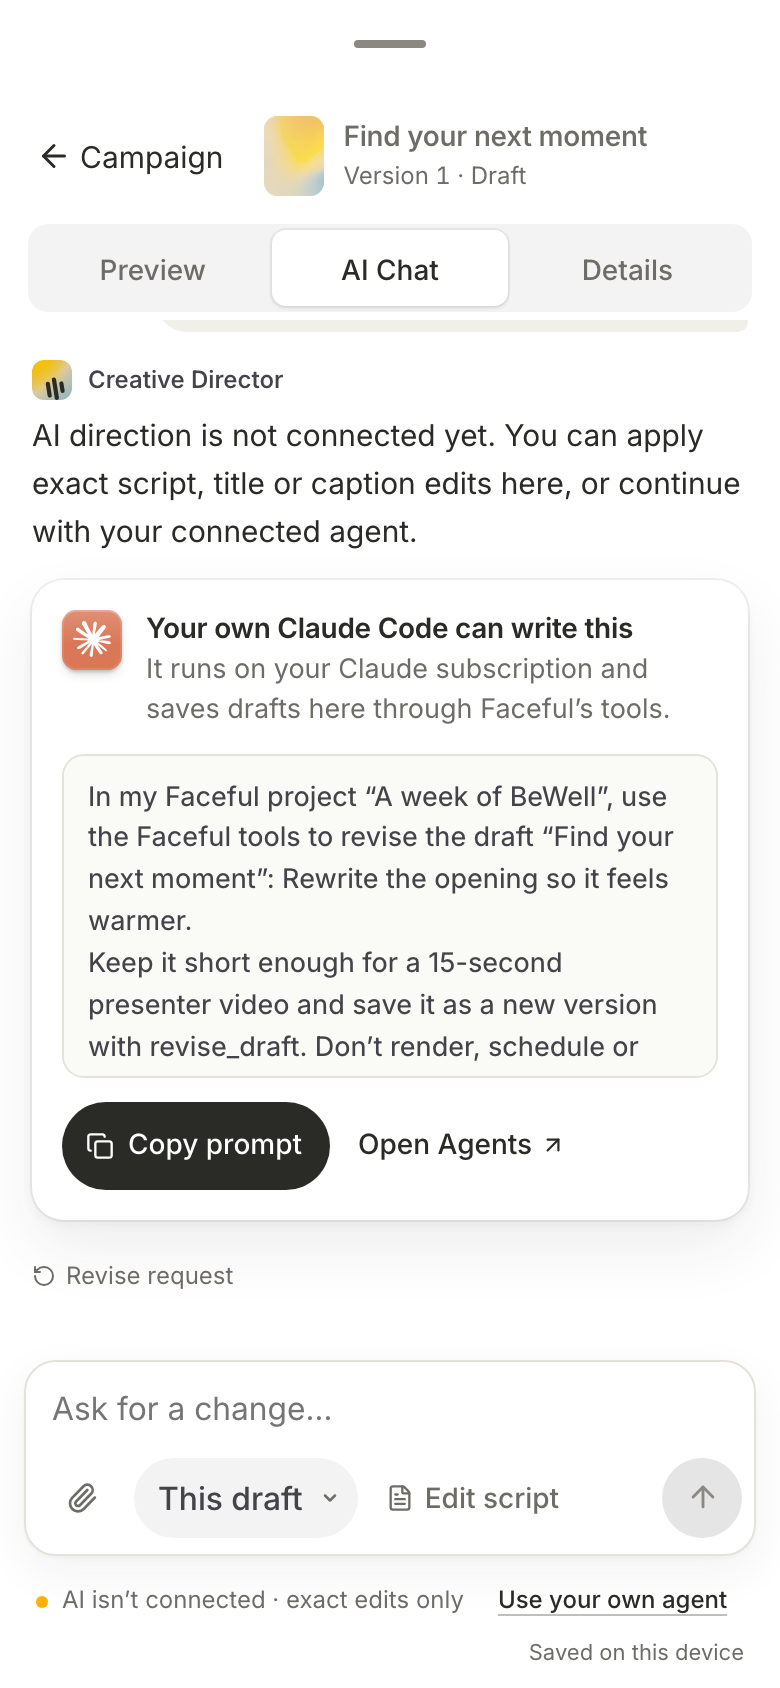 Campaign
Find your next moment
Version 1 · Draft
Preview
AI Chat
Details
Creative Director
AI direction is not connected yet. You can apply
exact script, title or caption edits here, or continue
with your connected agent.
Your own Claude Code can write this
It runs on your Claude subscription and
saves drafts here through Faceful’s tools.
In my Faceful project “A week of BeWell”, use
the Faceful tools to revise the draft “Find your
next moment”: Rewrite the opening so it feels
warmer.
Keep it short enough for a 15-second
presenter video and save it as a new version
with revise_draft. Don’t render, schedule or
Copy prompt
Open Agents
Revise request
Ask for a change...
This draft
Edit script
AI isn’t connected · exact edits only
Use your own agent
Saved on this device